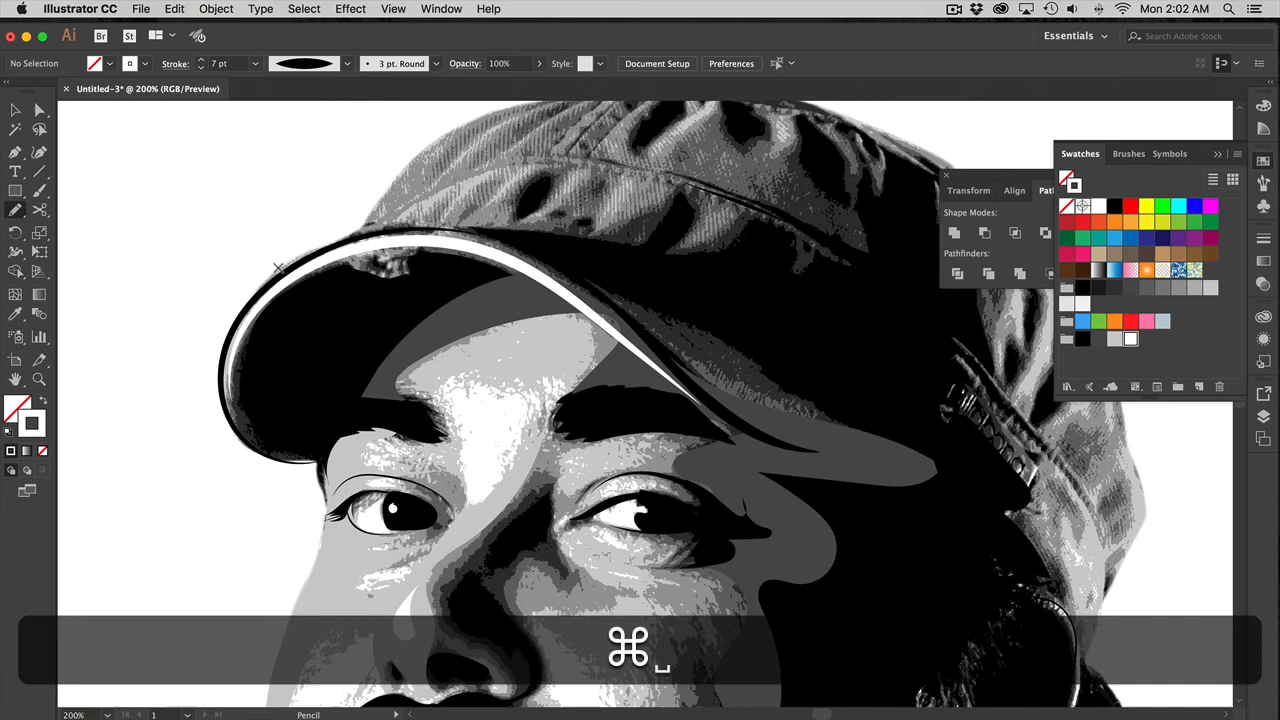 Illustrator CC File Edit Object Type Select Effect View Window Help Mon 2:02 AM
Ai Br St Essentials Search Adobe Stock
No Selection Stroke: 7 pt 3 pt. Round Opacity: 100% Style: Document Setup Preferences
Untitled-3* @ 200% (RGB/Preview)
Swatches Brushes Symbols
Transform Align Pat
Shape Modes:
Pathfinders:
⌘
200% 1 Pencil